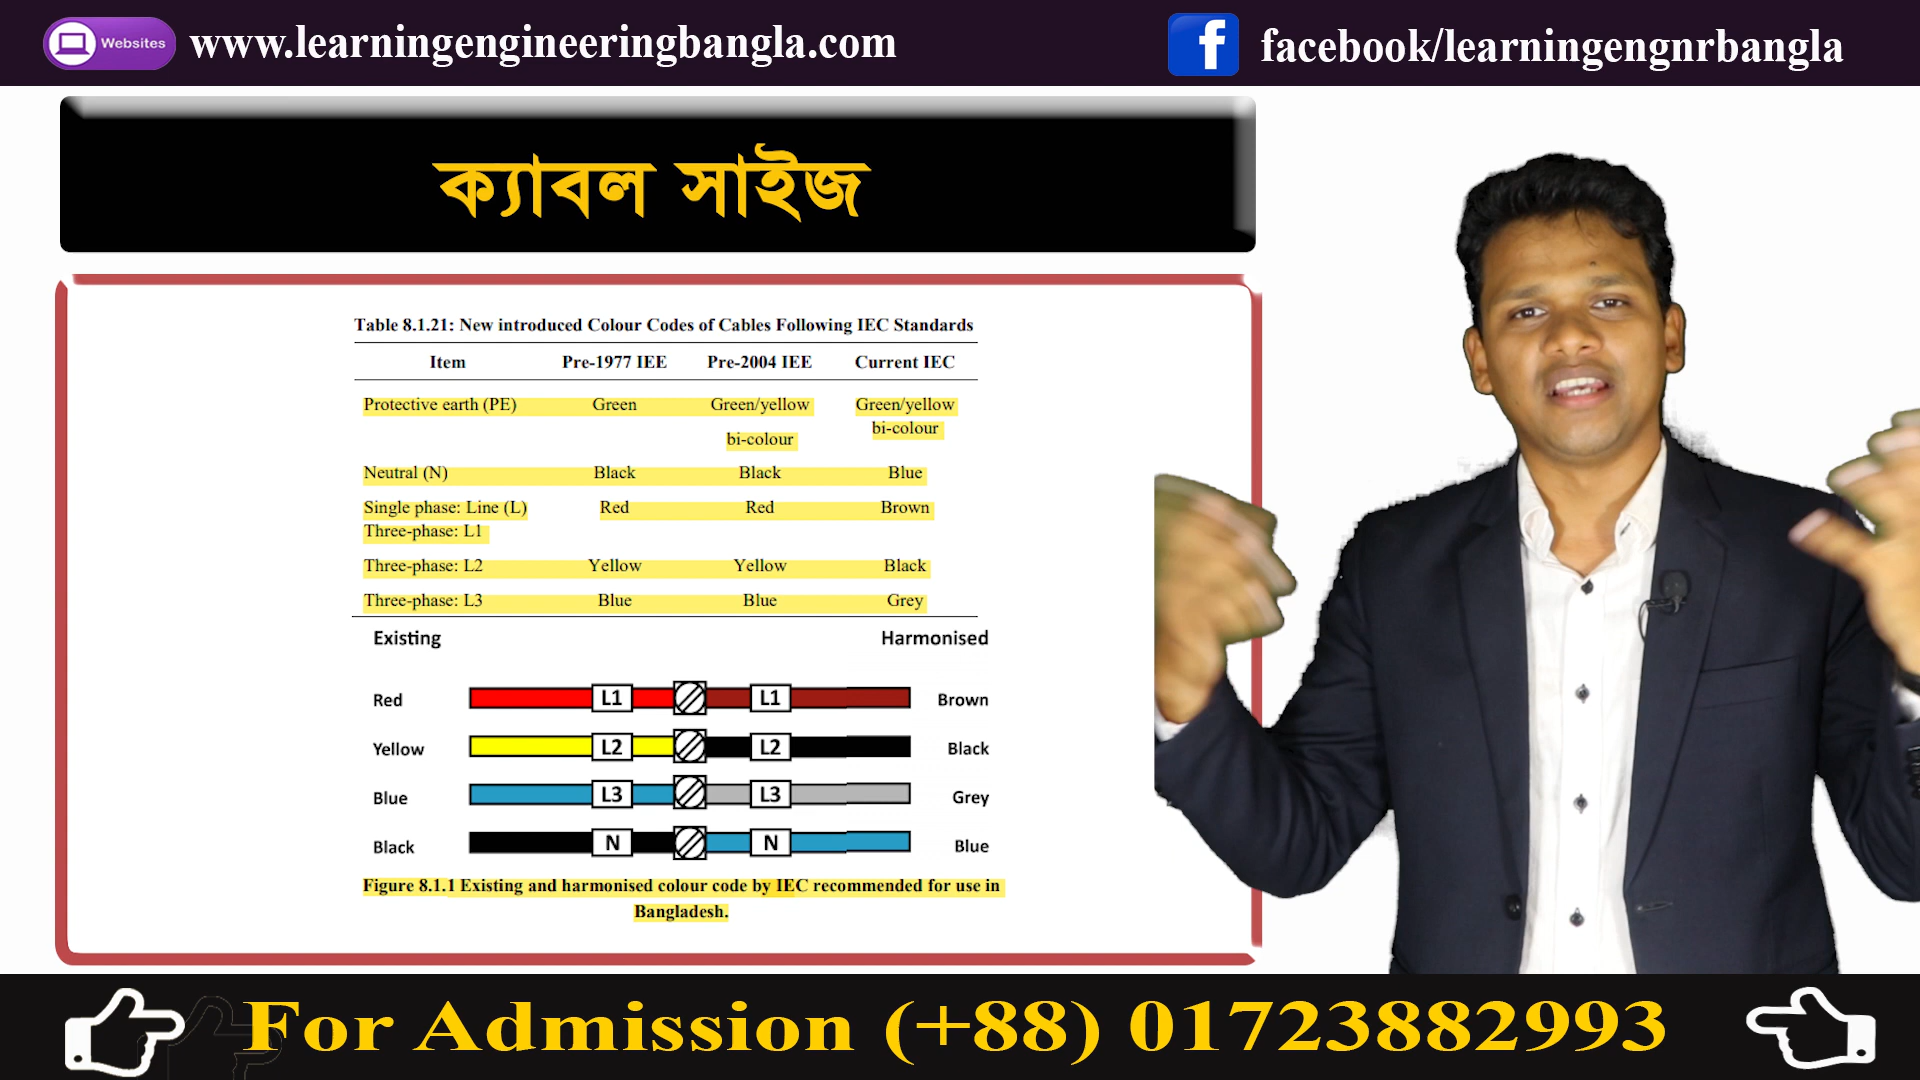 Websites www.learningengineeringbangla.com
facebook/learningengnrbangla
ক্যাবল সাইজ
Table 8.1.21: New introduced Colour Codes of Cables Following IEC Standards
Item Pre-1977 IEE Pre-2004 IEE Current IEC
Protective earth (PE) Green Green/yellow bi-colour Green/yellow bi-colour
Neutral (N) Black Black Blue
Single phase: Line (L) Red Red Brown
Three-phase: L1
Three-phase: L2 Yellow Yellow Black
Three-phase: L3 Blue Blue Grey
Existing Harmonised
Red L1 L1 Brown
Yellow L2 L2 Black
Blue L3 L3 Grey
Black N N Blue
Figure 8.1.1 Existing and harmonised colour code by IEC recommended for use in
Bangladesh.
For Admission (+88) 01723882993